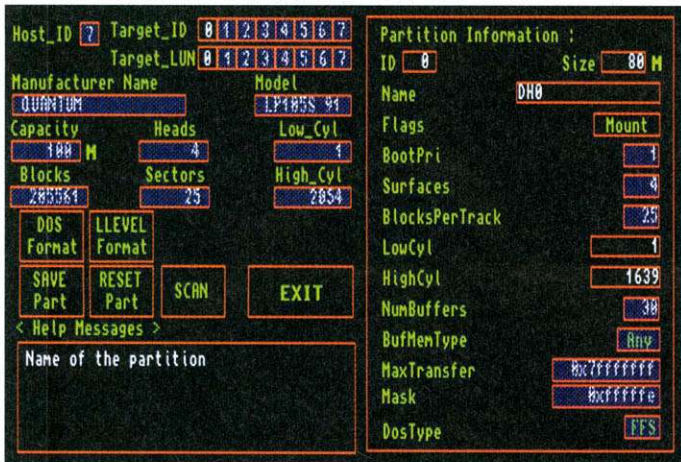 Host_ID 7 Target_ID 0 1 2 3 4 5 6 7
Target_LUN 0 1 2 3 4 5 6 7
Manufacturer Name Model
QUANTUM LP105S 91
Capacity Heads Low_Cyl
100 M 4 1
Blocks Sectors High_Cyl
205561 25 2054
DOS Format LLEVEL Format
SAVE Part RESET Part SCAN EXIT
< Help Messages >
Name of the partition
Partition Information :
ID 0 Size 80 M
Name DH0
Flags Mount
BootPri 1
Surfaces 4
BlocksPerTrack 25
LowCyl 1
HighCyl 1639
NumBuffers 30
BufMemType Any
MaxTransfer 0x7fffffff
Mask 0xfffffe
DosType FFS